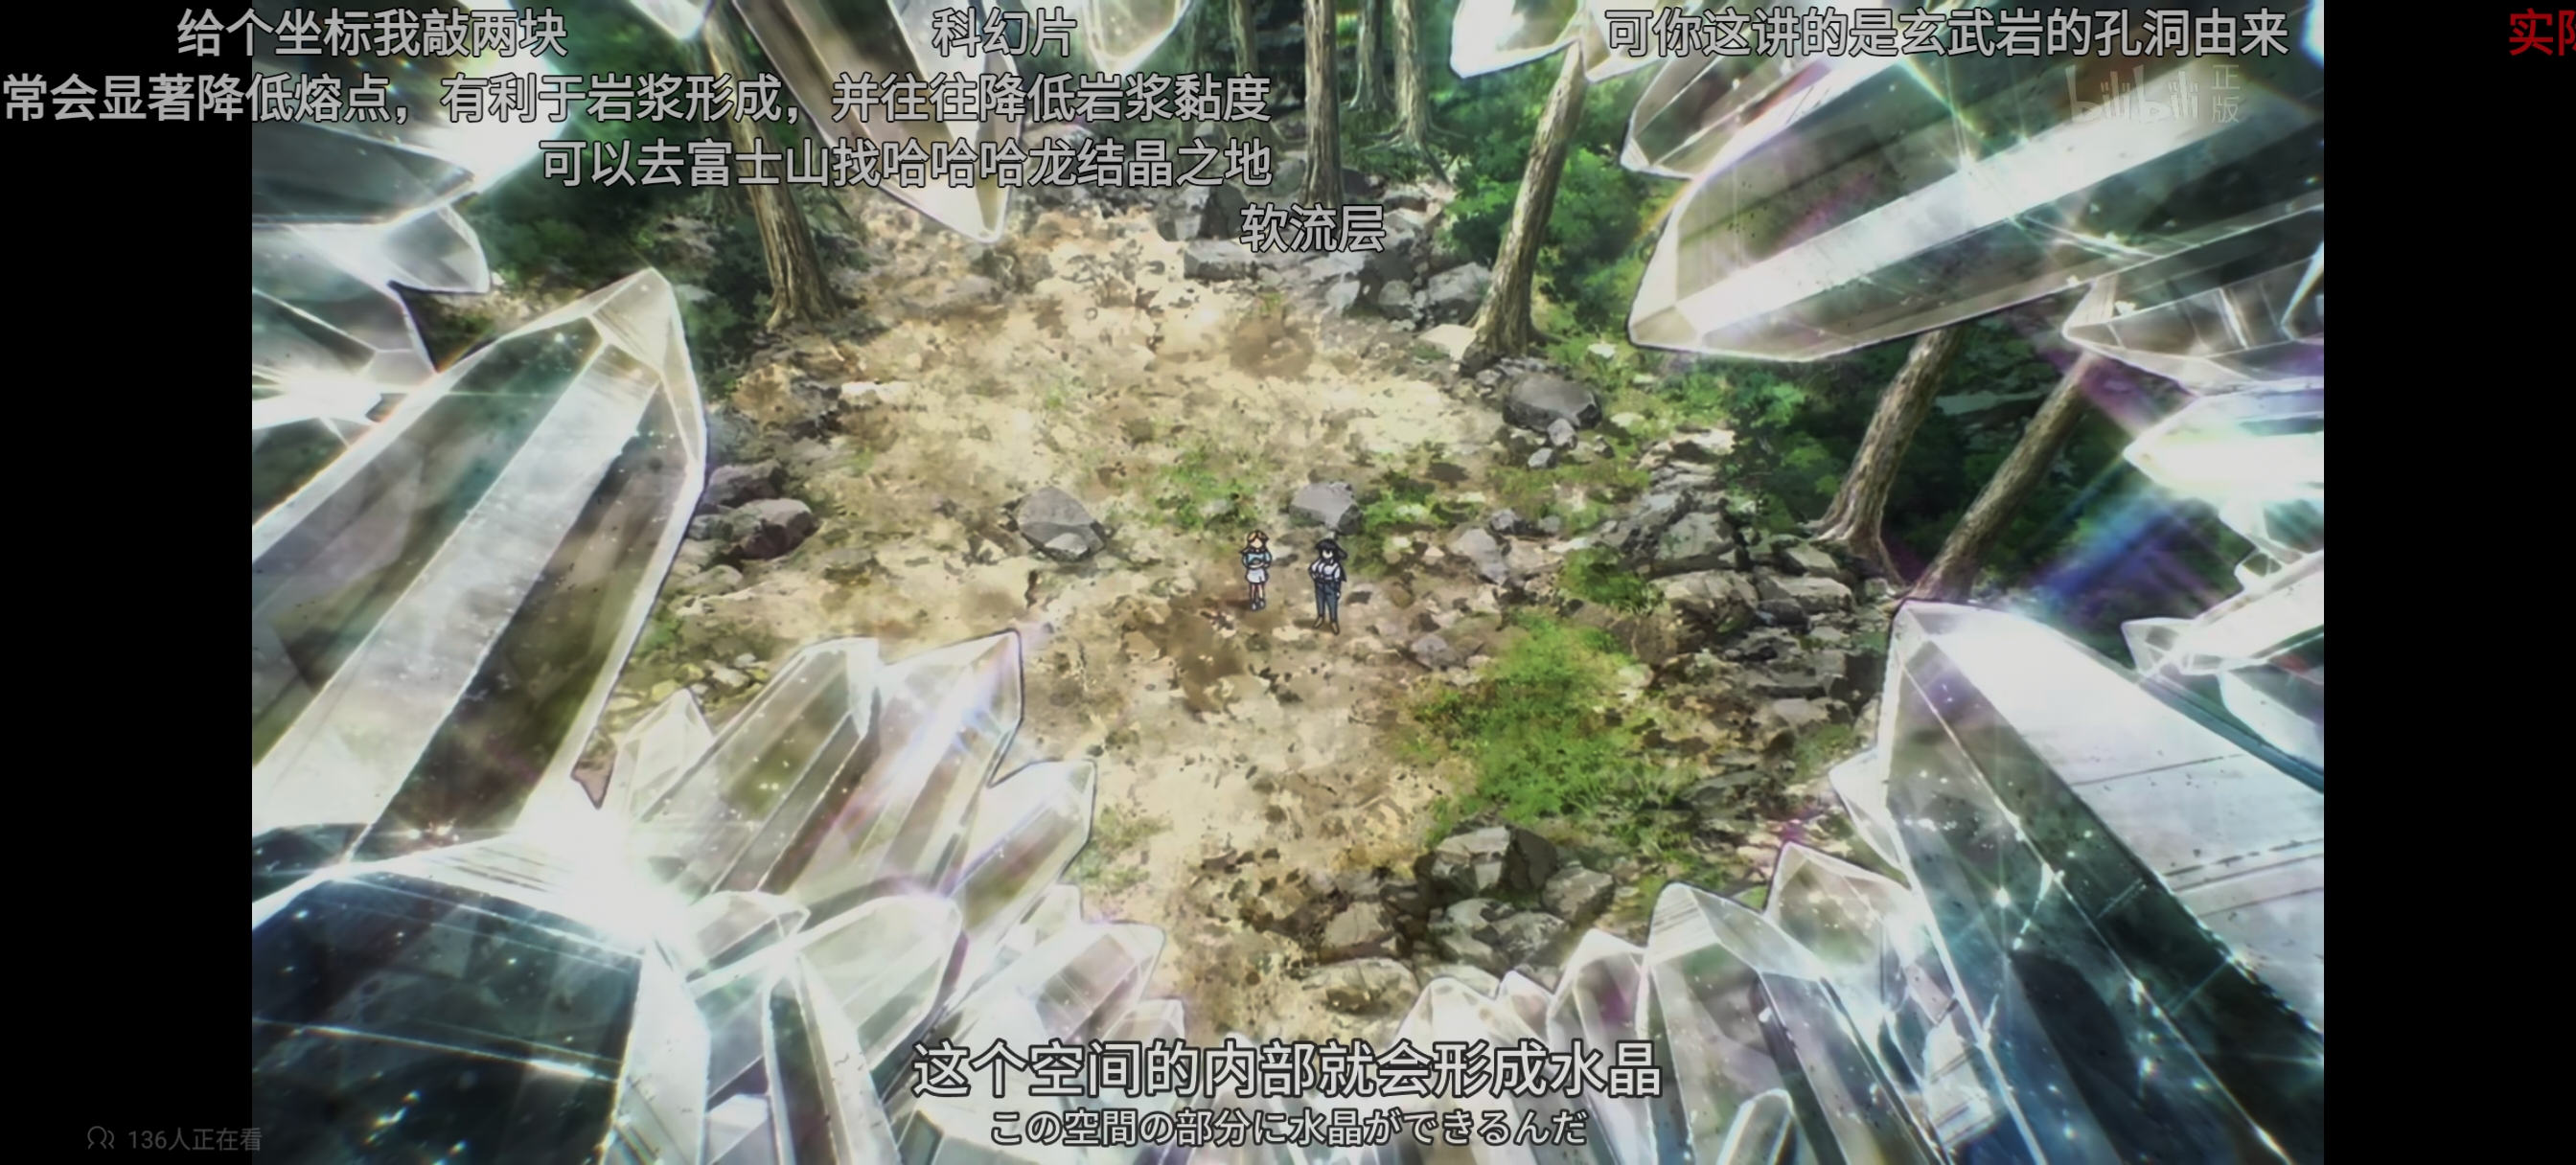 给个坐标我敲两块
科幻片
可你这讲的是玄武岩的孔洞由来
实际
常会显著降低熔点，有利于岩浆形成，并往往降低岩浆黏度
bilibili 正版
可以去富士山找哈哈哈龙结晶之地
软流层
这个空间的内部就会形成水晶
この空間の部分に水晶ができるんだ
136人正在看